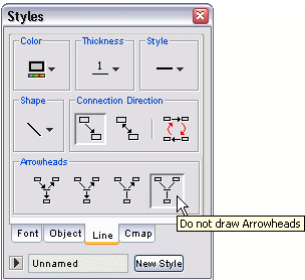 Styles
Color Thickness Style
1
Shape Connection Direction
Arrowheads
Do not draw Arrowheads
Font Object Line Cmap
Unnamed New Style